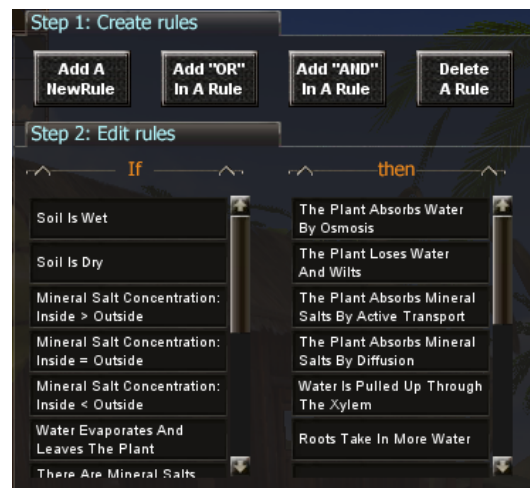 Step 1: Create rules
Add A
NewRule
Add "OR"
In A Rule
Add "AND"
In A Rule
Delete
A Rule
Step 2: Edit rules
If
then
Soil Is Wet
Soil Is Dry
Mineral Salt Concentration:
Inside > Outside
Mineral Salt Concentration:
Inside = Outside
Mineral Salt Concentration:
Inside < Outside
Water Evaporates And
Leaves The Plant
There Are Mineral Salts
The Plant Absorbs Water
By Osmosis
The Plant Loses Water
And Wilts
The Plant Absorbs Mineral
Salts By Active Transport
The Plant Absorbs Mineral
Salts By Diffusion
Water Is Pulled Up Through
The Xylem
Roots Take In More Water